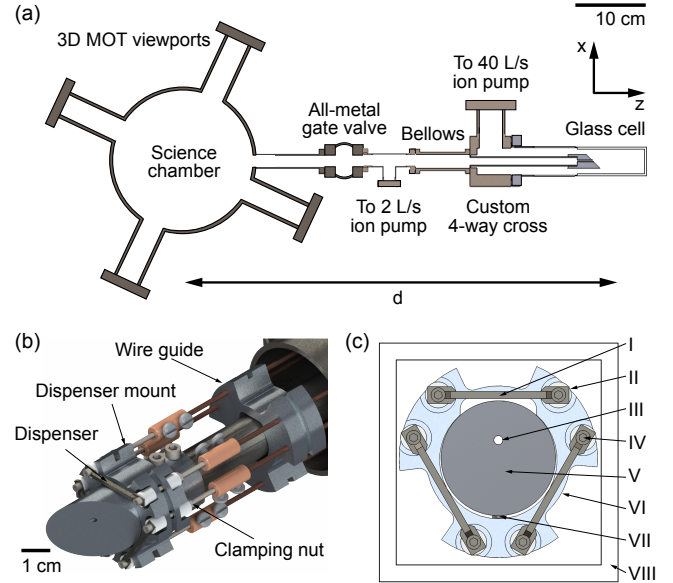 (a)
10 cm
3D MOT viewports
To 40 L/s
ion pump
x
z
All-metal
gate valve
Bellows
Glass cell
Science
chamber
To 2 L/s
ion pump
Custom
4-way cross
d
(b)
Wire guide
Dispenser mount
Dispenser
Clamping nut
1 cm
(c)
I
II
III
IV
V
VI
VII
VIII